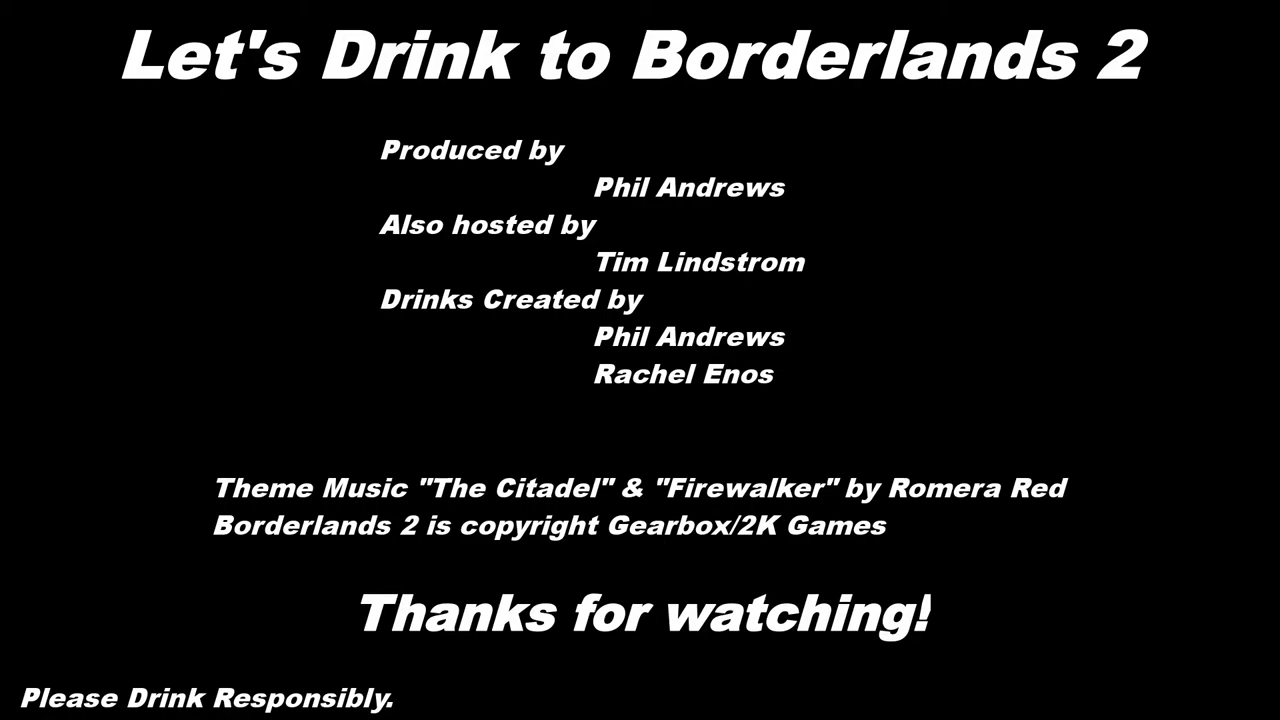 Let's Drink to Borderlands 2
Produced by
Phil Andrews
Also hosted by
Tim Lindstrom
Drinks Created by
Phil Andrews
Rachel Enos
Theme Music "The Citadel" & "Firewalker" by Romera Red
Borderlands 2 is copyright Gearbox/2K Games
Thanks for watching!
Please Drink Responsibly.